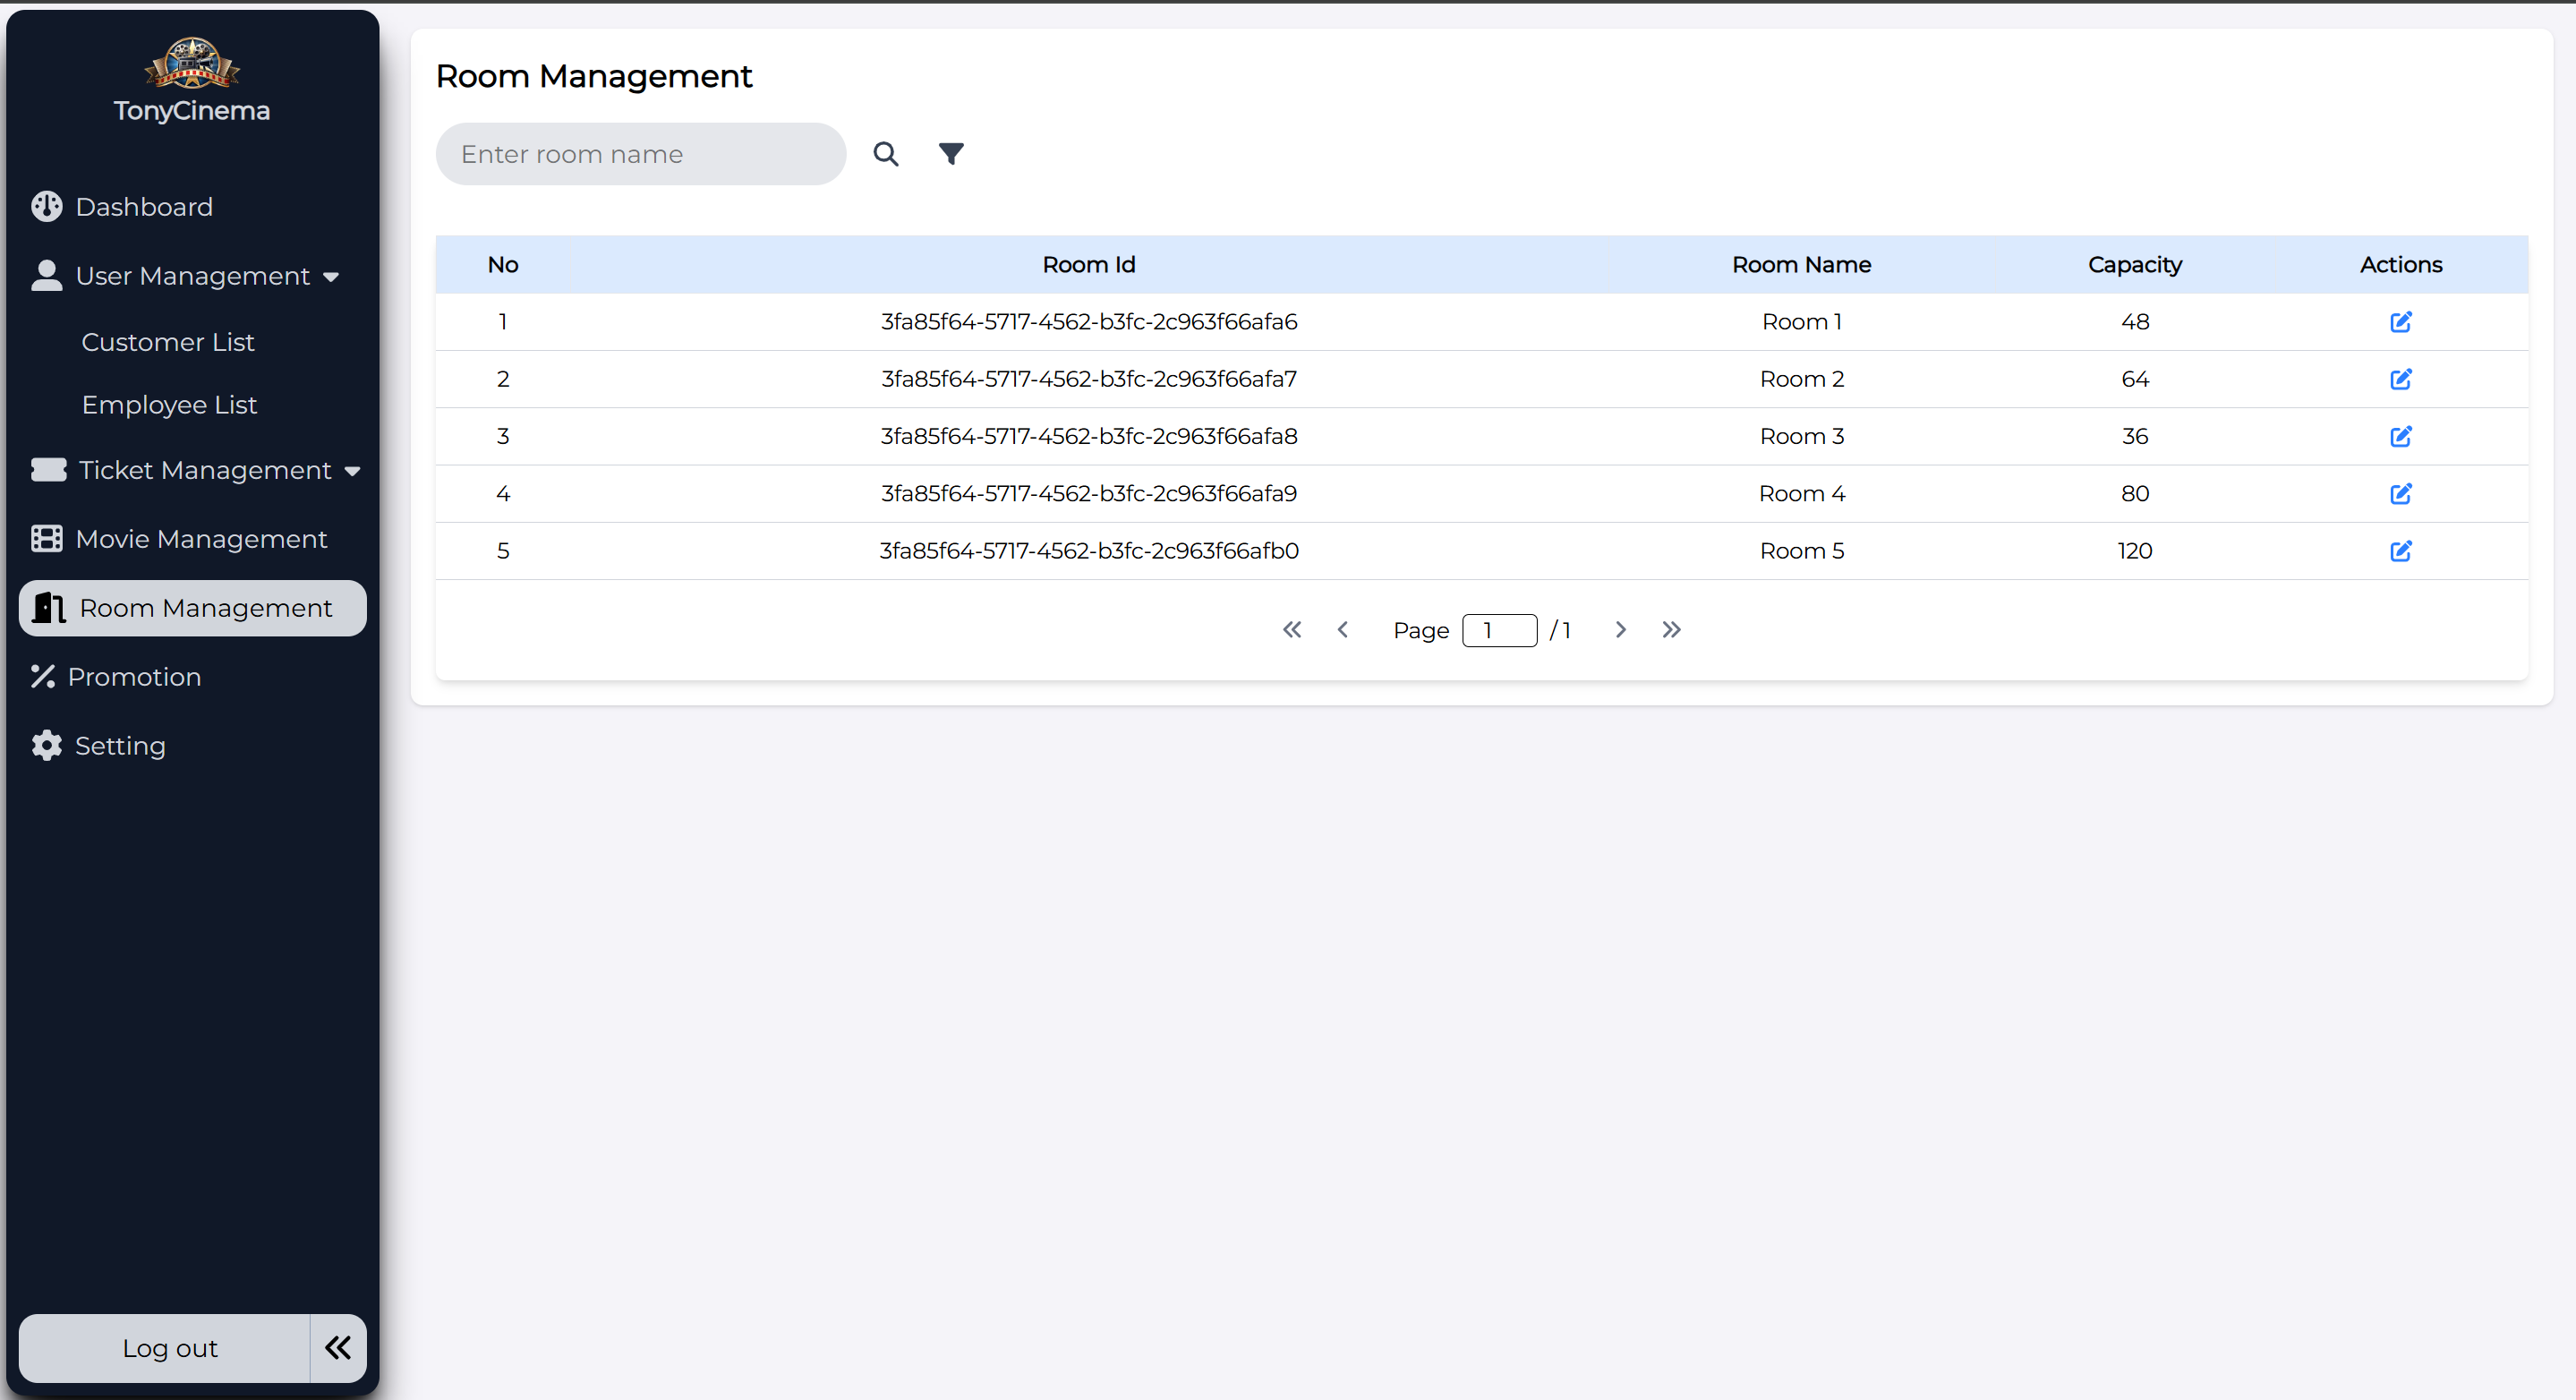 TonyCinema
Dashboard
User Management
Customer List
Employee List
Ticket Management
Movie Management
Room Management
Promotion
Setting
Log out
Room Management
Enter room name
No Room Id Room Name Capacity Actions
1 3fa85f64-5717-4562-b3fc-2c963f66afa6 Room 1 48
2 3fa85f64-5717-4562-b3fc-2c963f66afa7 Room 2 64
3 3fa85f64-5717-4562-b3fc-2c963f66afa8 Room 3 36
4 3fa85f64-5717-4562-b3fc-2c963f66afa9 Room 4 80
5 3fa85f64-5717-4562-b3fc-2c963f66afb0 Room 5 120
Page 1 / 1